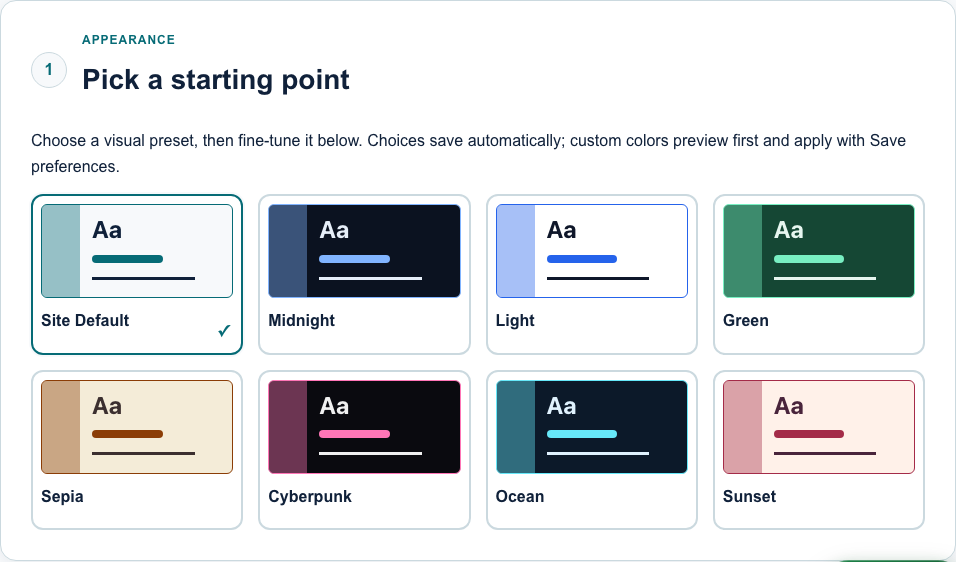 APPEARANCE
1
Pick a starting point
Choose a visual preset, then fine-tune it below. Choices save automatically; custom colors preview first and apply with Save
preferences.
Aa
Aa
Aa
Aa
Site Default
Midnight
Light
Green
Aa
Aa
Aa
Aa
Sepia
Cyberpunk
Ocean
Sunset